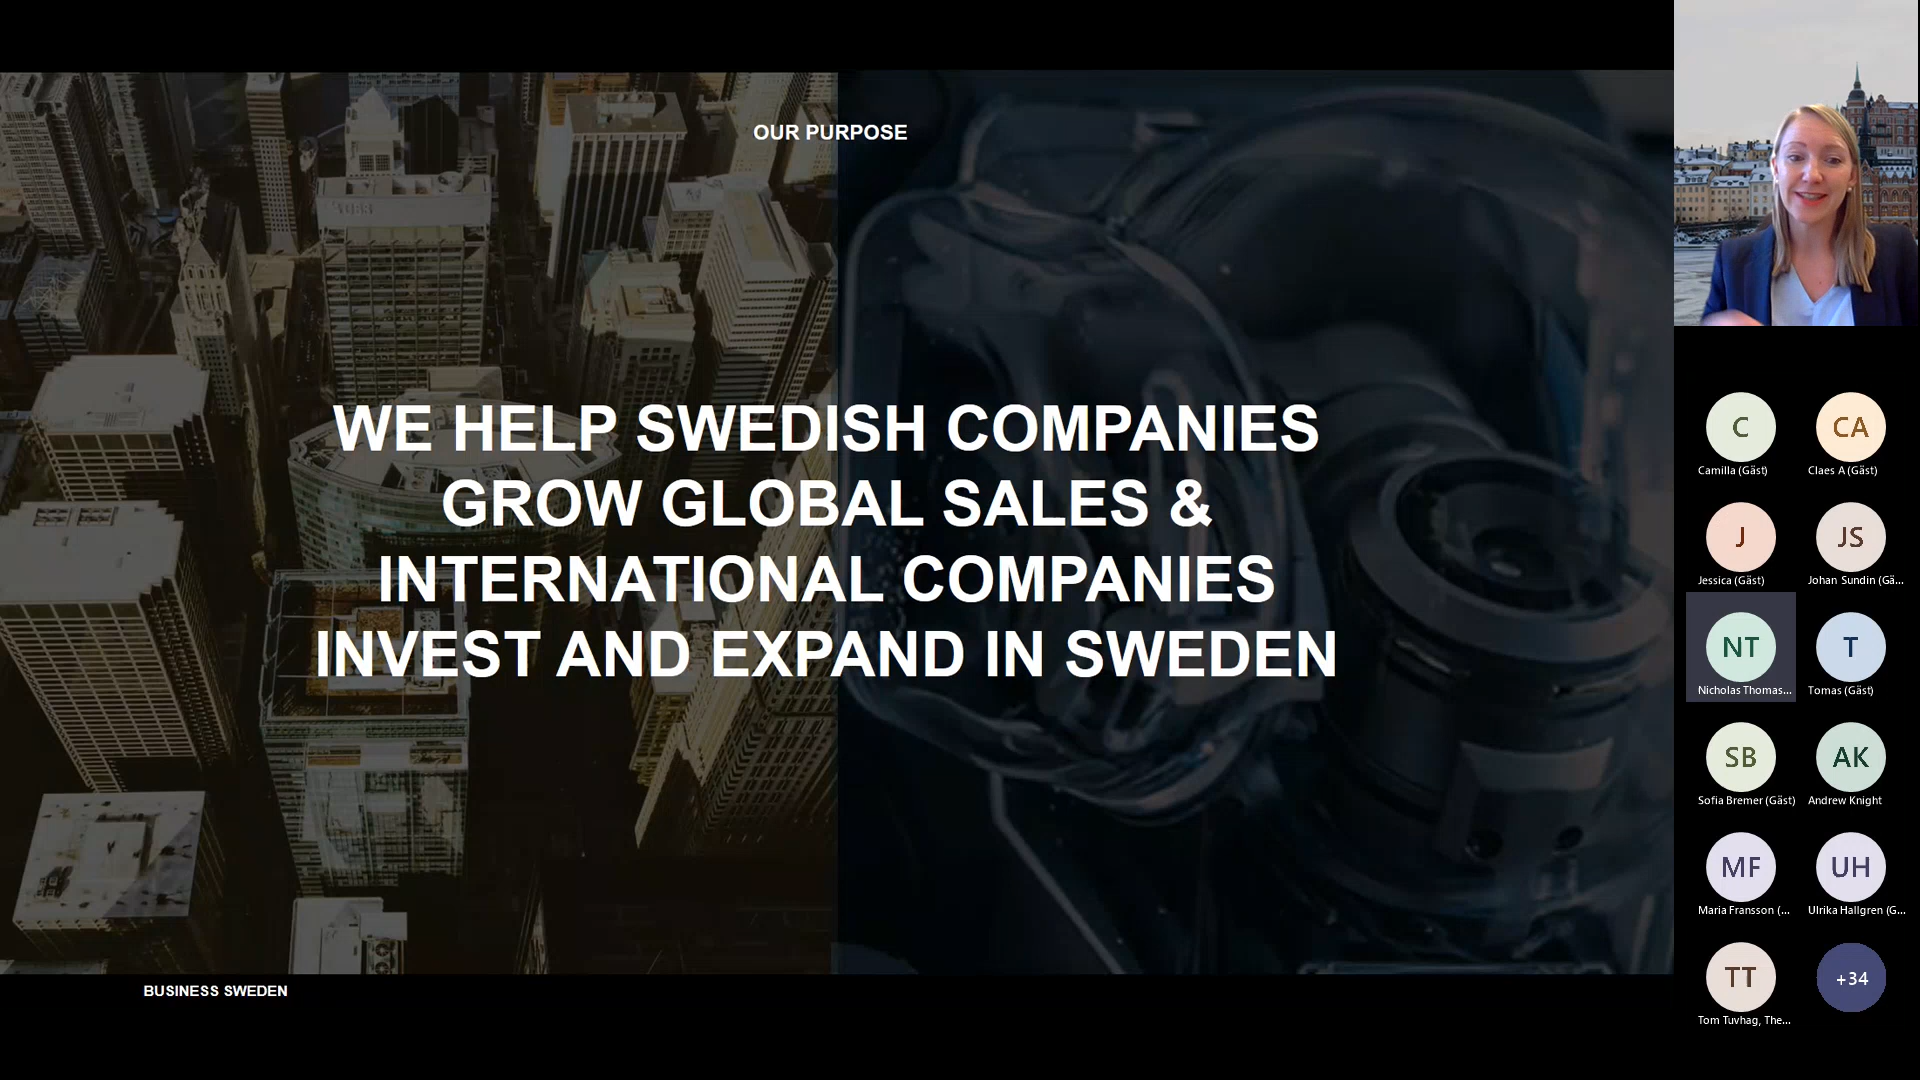 OUR PURPOSE
WE HELP SWEDISH COMPANIES
GROW GLOBAL SALES &
INTERNATIONAL COMPANIES
INVEST AND EXPAND IN SWEDEN
BUSINESS SWEDEN
C
CA
Camilla (Gäst)
Claes A (Gäst)
J
JS
Jessica (Gäst)
Johan Sundin (Gä...
NT
T
Nicholas Thomas...
Tomas (Gäst)
SB
AK
Sofia Bremer (Gäst)
Andrew Knight
MF
UH
Maria Fransson (...
Ulrika Hallgren (G...
TT
+34
Tom Tuvhag, The...